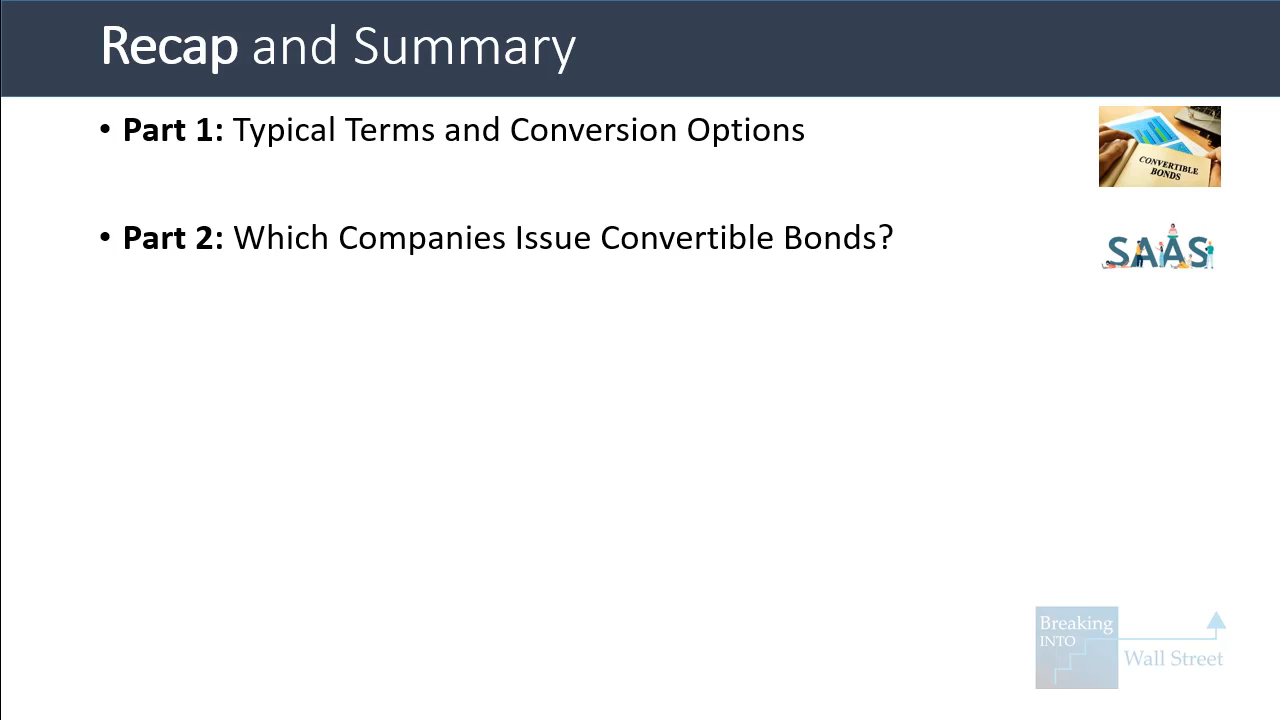 Recap and Summary
• Part 1: Typical Terms and Conversion Options
CONVERTIBLE
BONDS
• Part 2: Which Companies Issue Convertible Bonds?
SAAS
Breaking
INTO
Wall Street